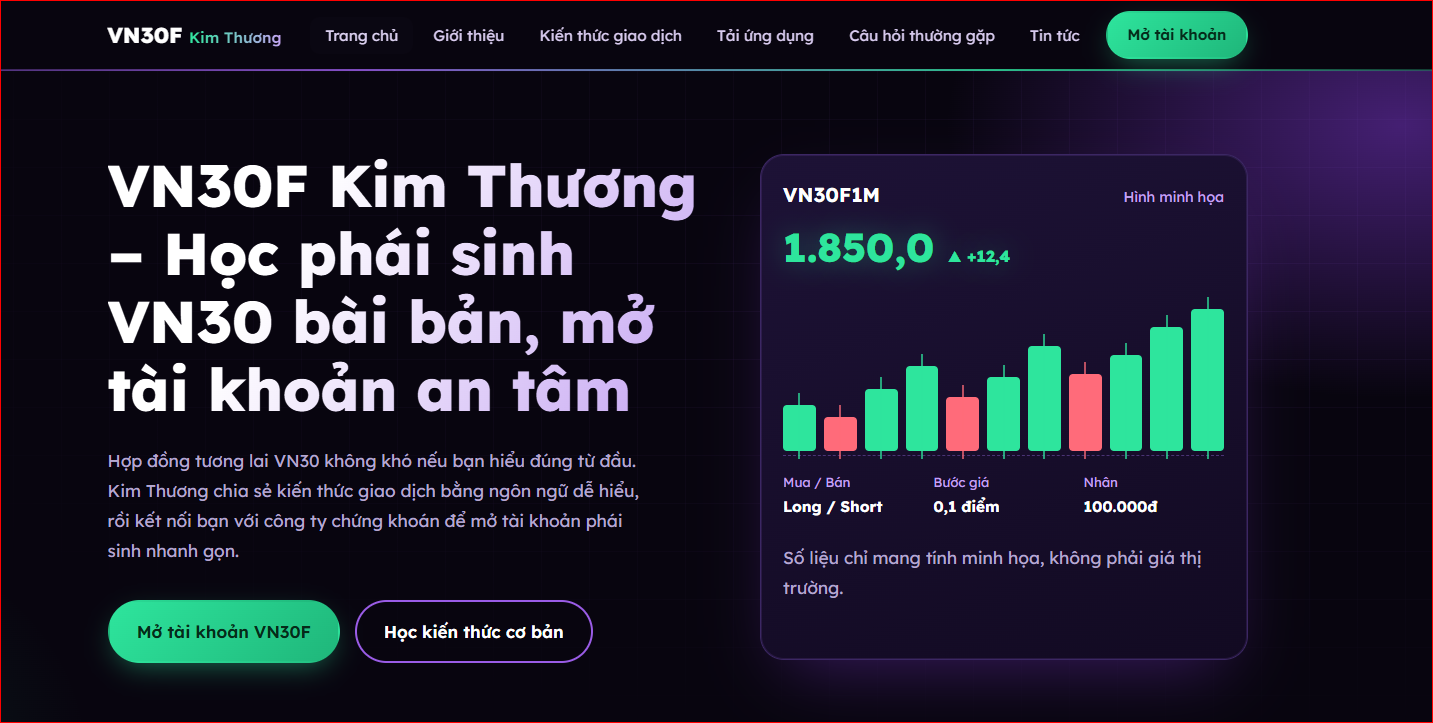 VN30F Kim Thương
Trang chủ
Giới thiệu
Kiến thức giao dịch
Tải ứng dụng
Câu hỏi thường gặp
Tin tức
Mở tài khoản
VN30F Kim Thương
– Học phái sinh
VN30 bài bản, mở
tài khoản an tâm
Hợp đồng tương lai VN30 không khó nếu bạn hiểu đúng từ đầu.
Kim Thương chia sẻ kiến thức giao dịch bằng ngôn ngữ dễ hiểu,
rồi kết nối bạn với công ty chứng khoán để mở tài khoản phái
sinh nhanh gọn.
Mở tài khoản VN30F
Học kiến thức cơ bản
VN30F1M
Hình minh họa
1.850,0 ▲ +12,4
Mua / Bán
Long / Short
Bước giá
0,1 điểm
Nhân
100.000đ
Số liệu chỉ mang tính minh họa, không phải giá thị
trường.